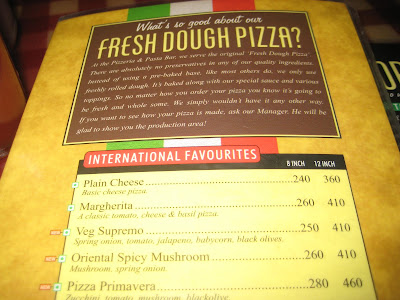 What's so good about our
FRESH DOUGH PIZZA?
At the Pizzeria & Pasta Bar, we serve the original 'Fresh Dough Pizza'
There are absolutely no preservatives in any of our quality ingredients.
Instead of using a pre-baked base, like most others do, we only use
freshly rolled dough. It's baked along with our special sauce and various
toppings. So no matter how you order your pizza you know it's going to
be fresh and whole some. We simply wouldn't have it any other way.
If you want to see how your pizza is made, ask our Manager. He will be
glad to show you the production area!
INTERNATIONAL FAVOURITES 8 INCH 12 INCH
Plain Cheese 240 360
Basic cheese pizza.
Margherita 260 410
A classic tomato, cheese & basil pizza.
Veg Supremo 250 410
Spring onion, tomato, jalapeno, babycorn, black olives.
Oriental Spicy Mushroom 260 410
Mushroom, spring onion.
Pizza Primavera 280 460
Zucchini, tomato, mushroom, blackolive.